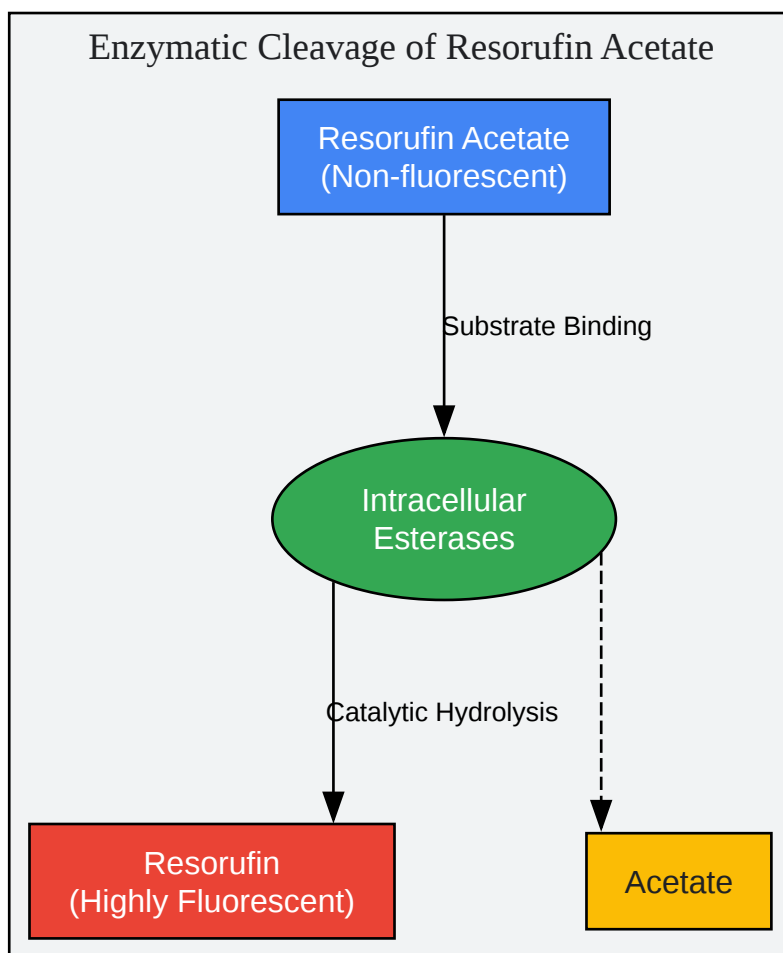 Enzymatic Cleavage of Resorufin Acetate
Resorufin Acetate
(Non-fluorescent)
Substrate Binding
Intracellular
Esterases
Catalytic Hydrolysis
Resorufin
(Highly Fluorescent)
Acetate